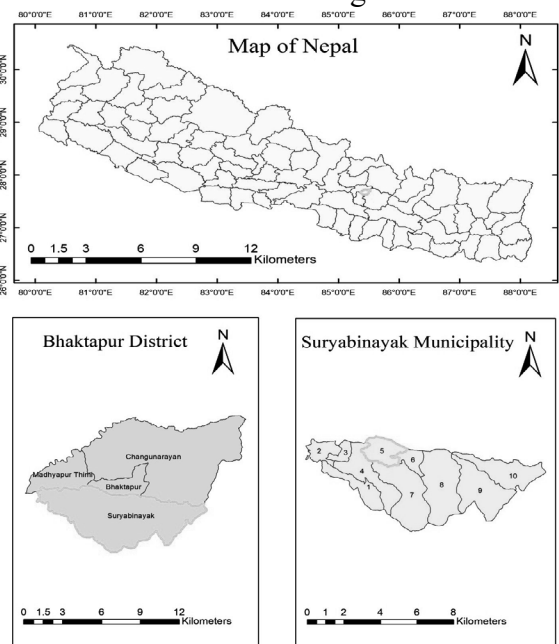 80°0'0"E 81°0'0"E 82°0'0"E 83°0'0"E 84°0'0"E 85°0'0"E 86°0'0"E 87°0'0"E 88°0'0"E
Map of Nepal
N
30°0'0"N
29°0'0"N
28°0'0"N
27°0'0"N
26°0'0"N
0 1.5 3 6 9 12
Kilometers
80°0'0"E 81°0'0"E 82°0'0"E 83°0'0"E 84°0'0"E 85°0'0"E 86°0'0"E 87°0'0"E 88°0'0"E
Bhaktapur District
N
Changunarayan
Madhyapur Thimi
Bhaktapur
Suryabinayak
0 1.5 3 6 9 12
Kilometers
Suryabinayak Municipality
N
2 3 5 6
4
1 7 8 9 10
0 1 2 4 6 8
Kilometers